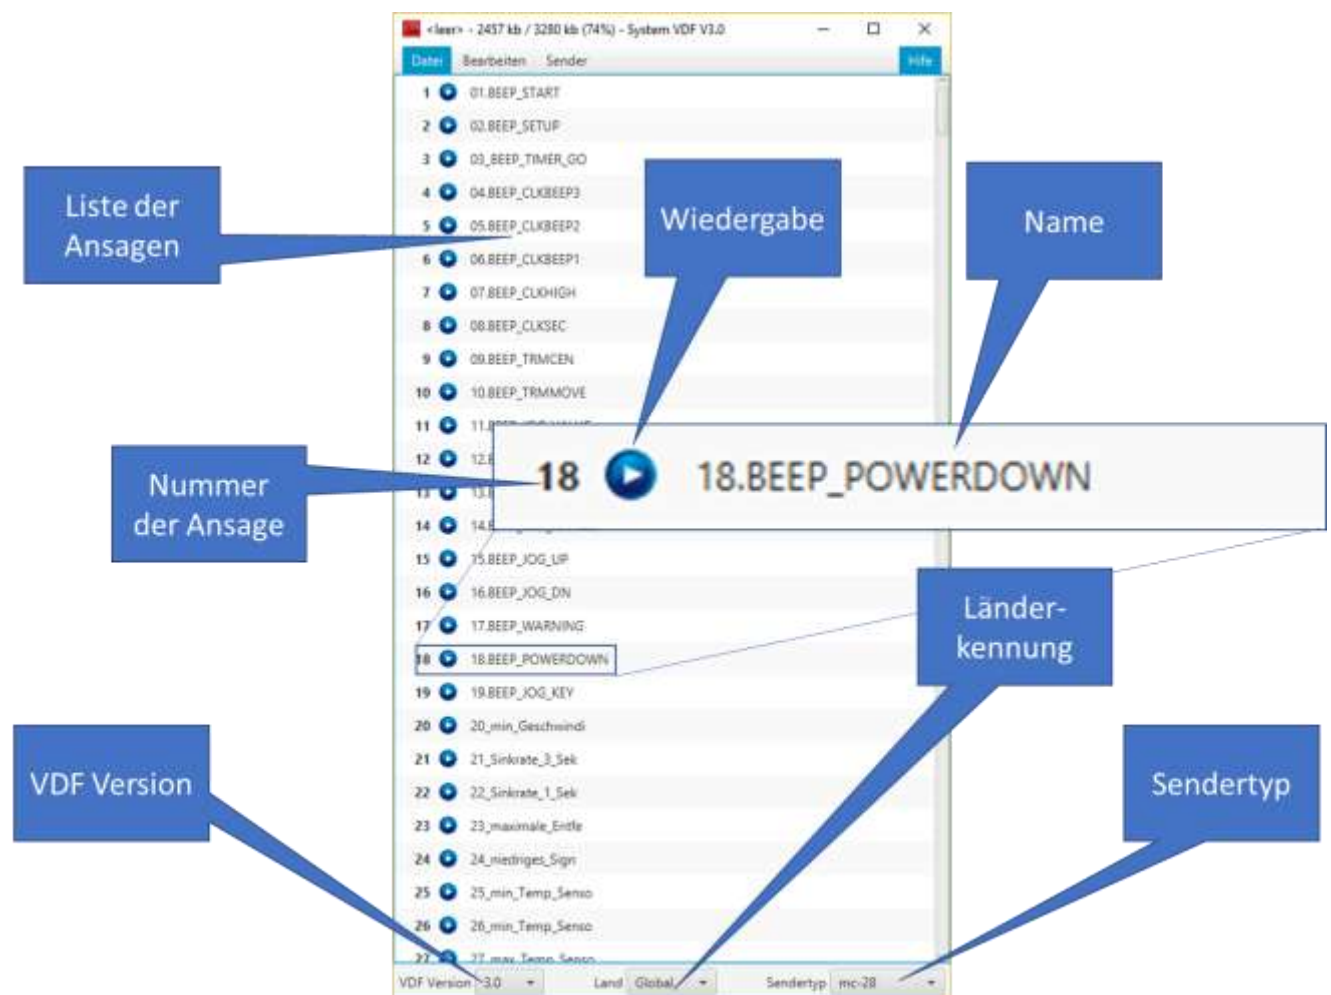 <leer> - 2457 kb / 3280 kb (74%) - System VDF V3.0
Datei Bearbeiten Sender Hilfe
1 01.BEEP_START
2 02.BEEP_SETUP
3 03_BEEP_TIMER_GO
4 04.BEEP_CLKBEEP3
5 05.BEEP_CLKBEEP2
6 06.BEEP_CLKBEEP1
7 07.BEEP_CLKHIGH
8 08.BEEP_CLKSEC
9 09.BEEP_TRMCEN
10 10.BEEP_TRMMOVE
11
12
13
14
15 15.BEEP_JOG_UP
16 16.BEEP_JOG_DN
17 17.BEEP_WARNING
18 18.BEEP_POWERDOWN
19 19.BEEP_JOG_KEY
20 20_min_Geschwindi
21 21_Sinkrate_3_Sek
22 22_Sinkrate_1_Sek
23 23_maximale_Entfe
24 24_niedriges_Sign
25 25_min_Temp_Senso
26 26_min_Temp_Senso
27 27_max_Temp_Senso
VDF Version 3.0 Land Global Sendertyp mc-28
Liste der
Ansagen
Wiedergabe
Name
Nummer
der Ansage
18 18.BEEP_POWERDOWN
Länder-
kennung
VDF Version
Sendertyp